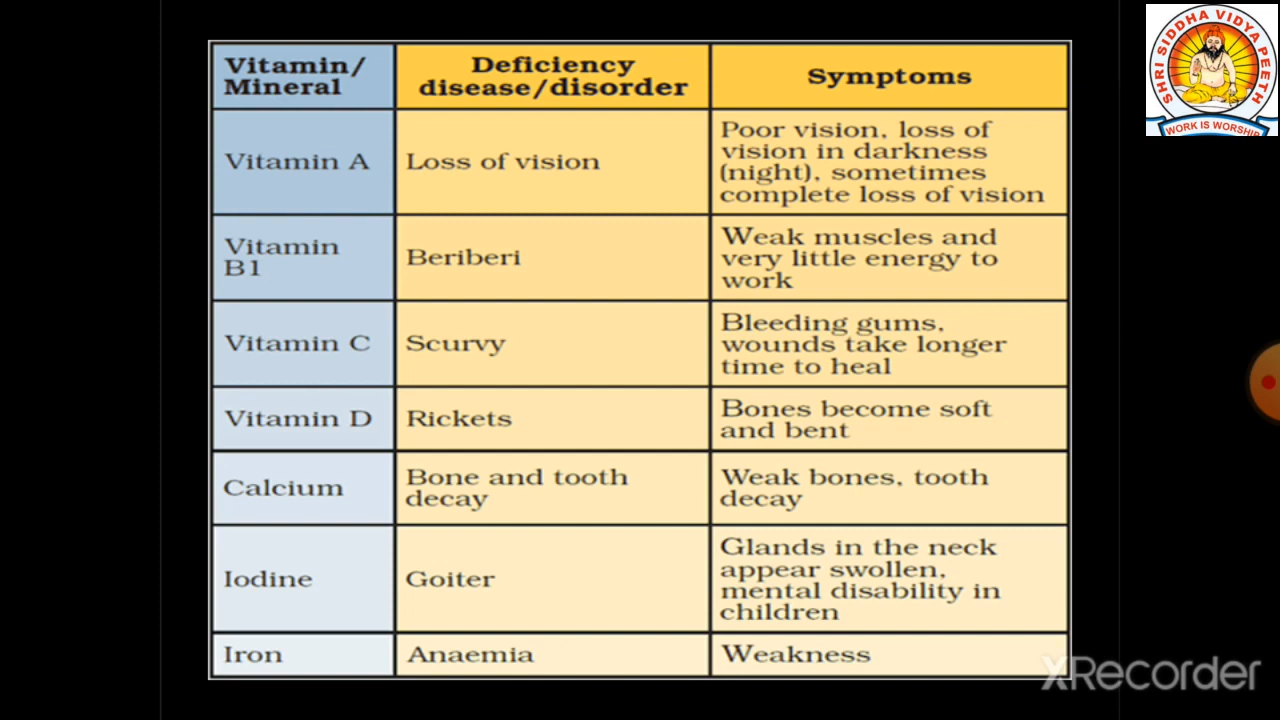 Vitamin/
Mineral
Deficiency
disease/disorder
Symptoms
Vitamin A
Loss of vision
Poor vision, loss of
vision in darkness
(night), sometimes
complete loss of vision
Vitamin
B1
Beriberi
Weak muscles and
very little energy to
work
Vitamin C
Scurvy
Bleeding gums,
wounds take longer
time to heal
Vitamin D
Rickets
Bones become soft
and bent
Calcium
Bone and tooth
decay
Weak bones, tooth
decay
Iodine
Goiter
Glands in the neck
appear swollen,
mental disability in
children
Iron
Anaemia
Weakness
SHRI SIDDHA VIDYA PEETH
WORK IS WORSHIP
XRecorder